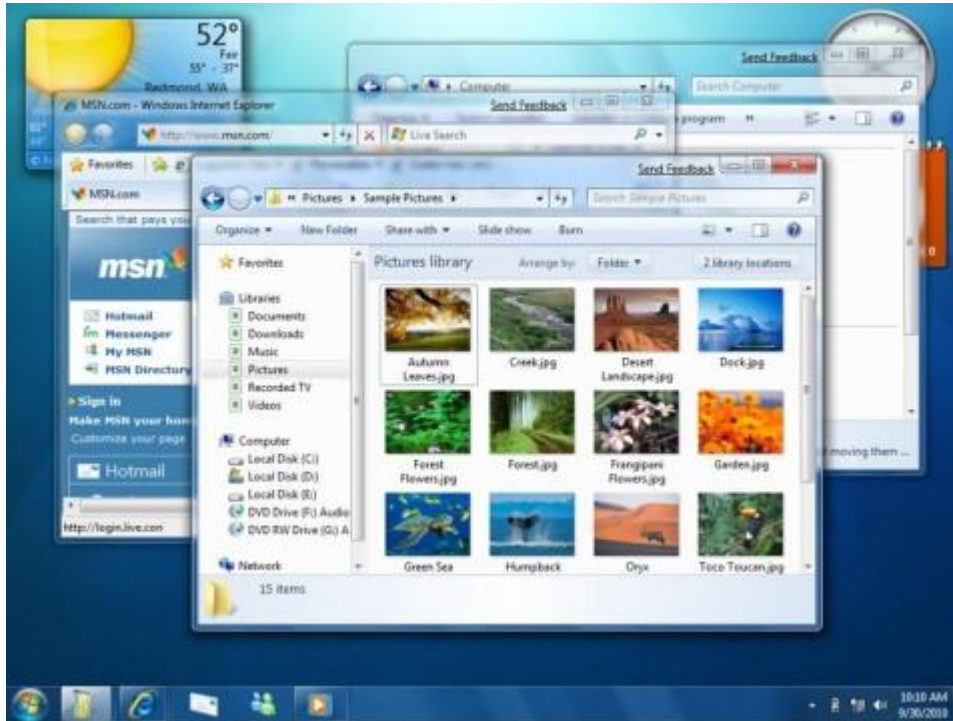 52°
Fair
55° - 37°
Redmond, WA
Send Feedback
Computer
Search Computer
MSN.com - Windows Internet Explorer
Send Feedback
http://www.msn.com/
Live Search
a program
Favorites
MSN.com
Send Feedback
Pictures
Sample Pictures
Search Sample Pictures
Search that pays you
Organize
New Folder
Share with
Slide show
Burn
msn
Favorites
Pictures library
Arrange by:
Folder
2 library locations
Libraries
Documents
Downloads
Music
Pictures
Recorded TV
Videos
Hotmail
Messenger
My MSN
MSN Directory
Autumn Leaves.jpg
Creek.jpg
Desert Landscape.jpg
Dock.jpg
Sign in
Make MSN your hom
Customize your page
Hotmail
Computer
Local Disk (C:)
Local Disk (D:)
Local Disk (E:)
DVD Drive (F:) Audio
DVD RW Drive (G:) A
Forest Flowers.jpg
Forest.jpg
Frangipani Flowers.jpg
Garden.jpg
moving them ...
http://login.live.con
Network
Green Sea
Humpback
Oryx
Toco Toucan.jpg
15 items
10:10 AM
9/30/2010